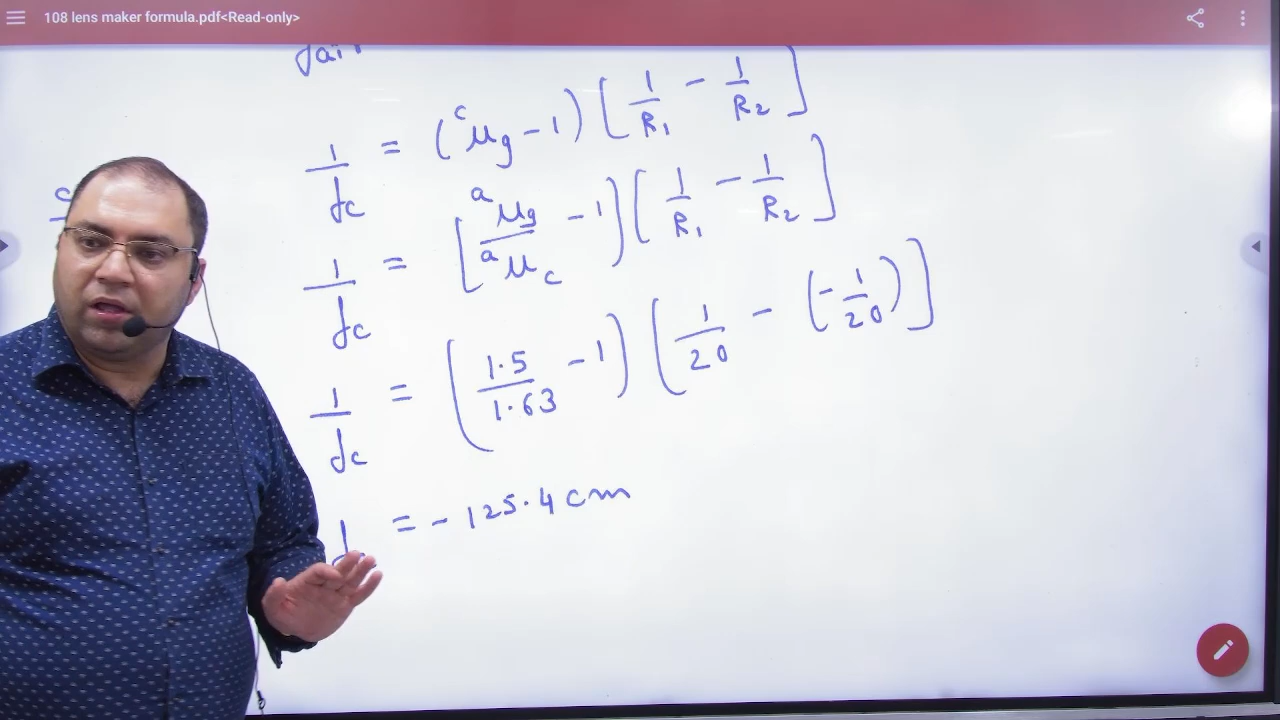 108 lens maker formula.pdf<Read-only>
fair
1/fc = (ᶜμg - 1) [1/R₁ - 1/R₂]
1/fc = [ᵃμg/ᵃμc - 1) [1/R₁ - 1/R₂]
1/fc = (1.5/1.63 - 1) [1/20 - (-1/20)]
f = - 125.4 cm